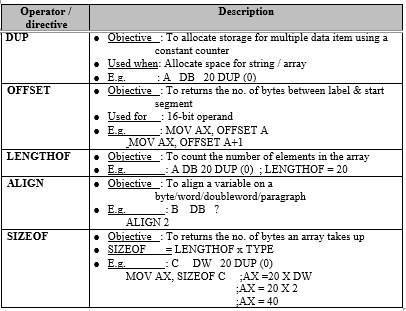 Operator / directive
Description
DUP
● Objective : To allocate storage for multiple data item using a
constant counter
● Used when: Allocate space for string / array
● E.g. : A DB 20 DUP (0)
OFFSET
● Objective : To returns the no. of bytes between label & start
segment
● Used for : 16-bit operand
● E.g. : MOV AX, OFFSET A
MOV AX, OFFSET A+1
LENGTHOF
● Objective : To count the number of elements in the array
● E.g. : A DB 20 DUP (0) ; LENGTHOF = 20
ALIGN
● Objective : To align a variable on a
byte/word/doubleword/paragraph
● E.g. : B DB ?
ALIGN 2
SIZEOF
● Objective : To returns the no. of bytes an array takes up
● SIZEOF = LENGTHOF x TYPE
● E.g. : C DW 20 DUP (0)
MOV AX, SIZEOF C ;AX =20 X DW
;AX = 20 X 2
;AX = 40